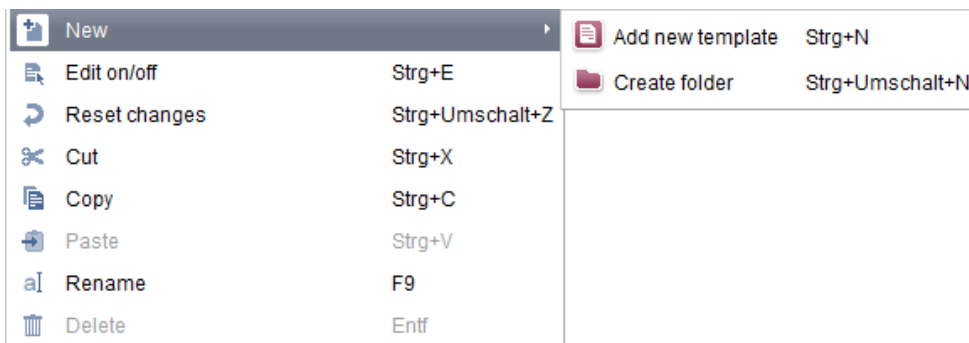 New
Edit on/off Strg+E
Reset changes Strg+Umschalt+Z
Cut Strg+X
Copy Strg+C
Paste Strg+V
Rename F9
Delete Entf
Add new template Strg+N
Create folder Strg+Umschalt+N